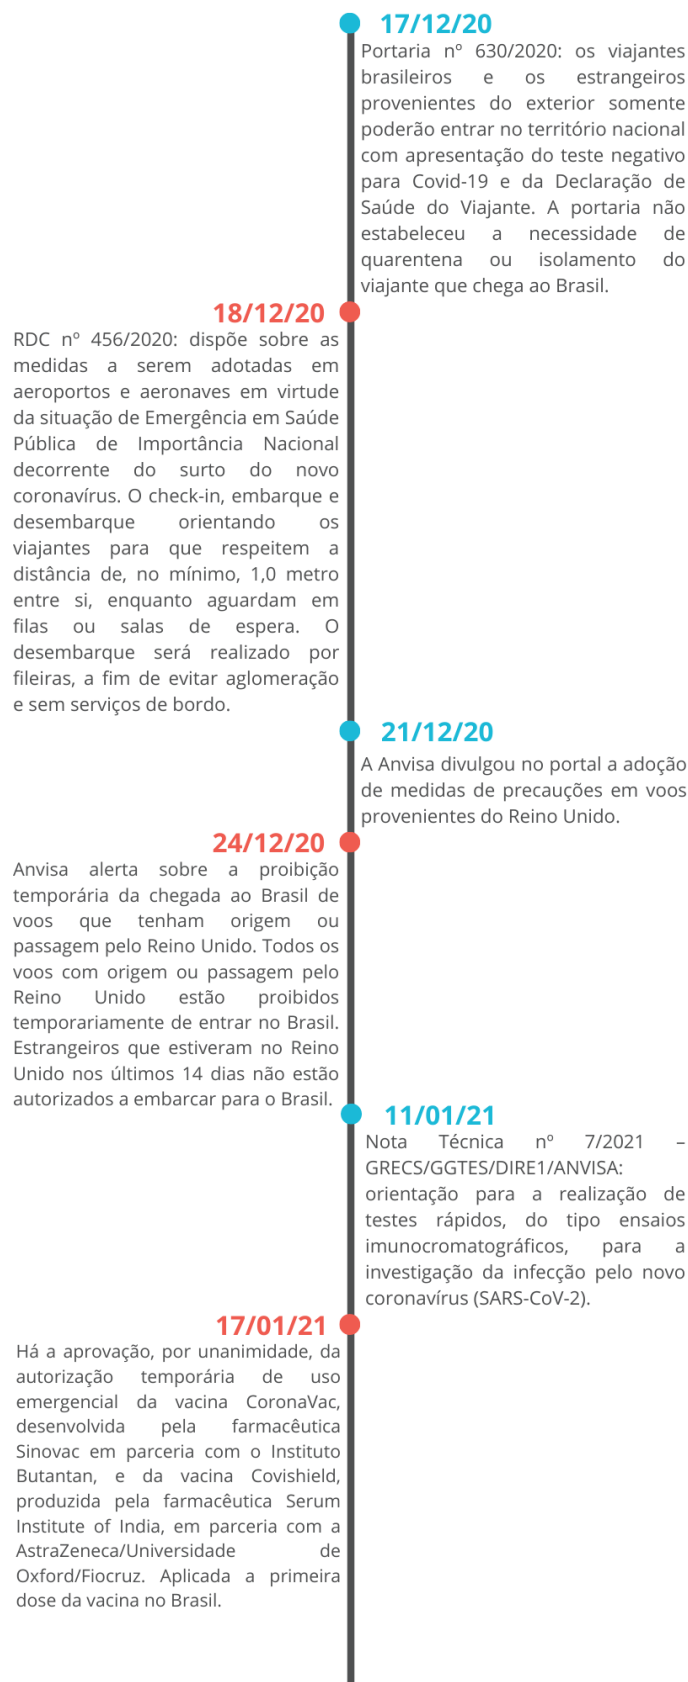 17/12/20
Portaria nº 630/2020: os viajantes
brasileiros e os estrangeiros
provenientes do exterior somente
poderão entrar no território nacional
com apresentação do teste negativo
para Covid-19 e da Declaração de
Saúde do Viajante. A portaria não
estabeleceu a necessidade de
quarentena ou isolamento do
viajante que chega ao Brasil.
18/12/20
RDC nº 456/2020: dispõe sobre as
medidas a serem adotadas em
aeroportos e aeronaves em virtude
da situação de Emergência em Saúde
Pública de Importância Nacional
decorrente do surto do novo
coronavírus. O check-in, embarque e
desembarque orientando os
viajantes para que respeitem a
distância de, no mínimo, 1,0 metro
entre si, enquanto aguardam em
filas ou salas de espera. O
desembarque será realizado por
fileiras, a fim de evitar aglomeração
e sem serviços de bordo.
21/12/20
A Anvisa divulgou no portal a adoção
de medidas de precauções em voos
provenientes do Reino Unido.
24/12/20
Anvisa alerta sobre a proibição
temporária da chegada ao Brasil de
voos que tenham origem ou
passagem pelo Reino Unido. Todos os
voos com origem ou passagem pelo
Reino Unido estão proibidos
temporariamente de entrar no Brasil.
Estrangeiros que estiveram no Reino
Unido nos últimos 14 dias não estão
autorizados a embarcar para o Brasil.
11/01/21
Nota Técnica nº 7/2021 –
GRECS/GGTES/DIRE1/ANVISA:
orientação para a realização de
testes rápidos, do tipo ensaios
imunocromatográficos, para a
investigação da infecção pelo novo
coronavírus (SARS-CoV-2).
17/01/21
Há a aprovação, por unanimidade, da
autorização temporária de uso
emergencial da vacina CoronaVac,
desenvolvida pela farmacêutica
Sinovac em parceria com o Instituto
Butantan, e da vacina Covishield,
produzida pela farmacêutica Serum
Institute of India, em parceria com a
AstraZeneca/Universidade de
Oxford/Fiocruz. Aplicada a primeira
dose da vacina no Brasil.